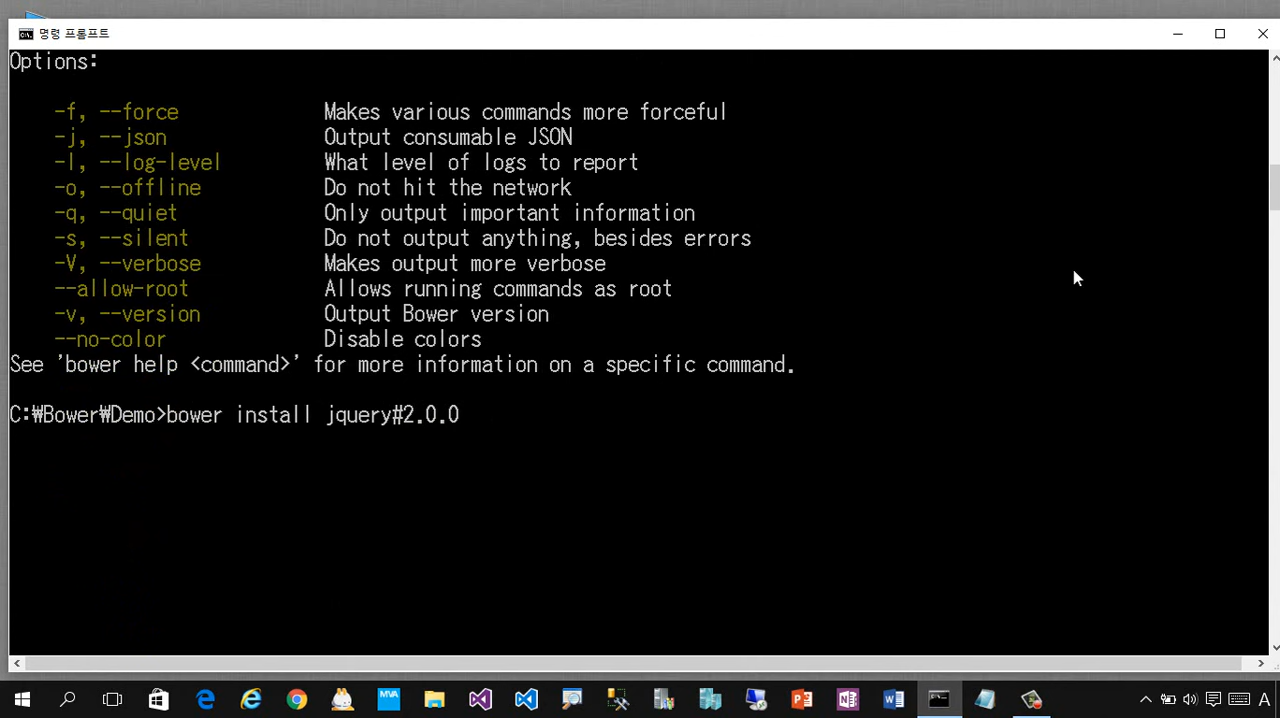 명령 프롬프트
Options:
-f, --force Makes various commands more forceful
-j, --json Output consumable JSON
-l, --log-level What level of logs to report
-o, --offline Do not hit the network
-q, --quiet Only output important information
-s, --silent Do not output anything, besides errors
-V, --verbose Makes output more verbose
--allow-root Allows running commands as root
-v, --version Output Bower version
--no-color Disable colors
See 'bower help <command>' for more information on a specific command.
C:₩Bower₩Demo>bower install jquery#2.0.0
MVA
A